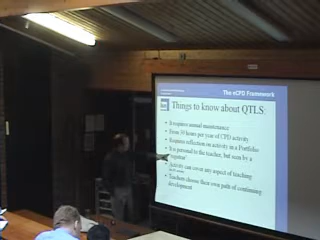 The eCPD Framework
Things to know about QTLS
• It requires annual maintenance
• From 30 hours per year of CPD activity
• Requires reflection on activity in a Portfolio
• It is personal to the teacher, but seen by a
• Activity can cover any aspect of teaching
• Teachers choose their own path of continuing
development